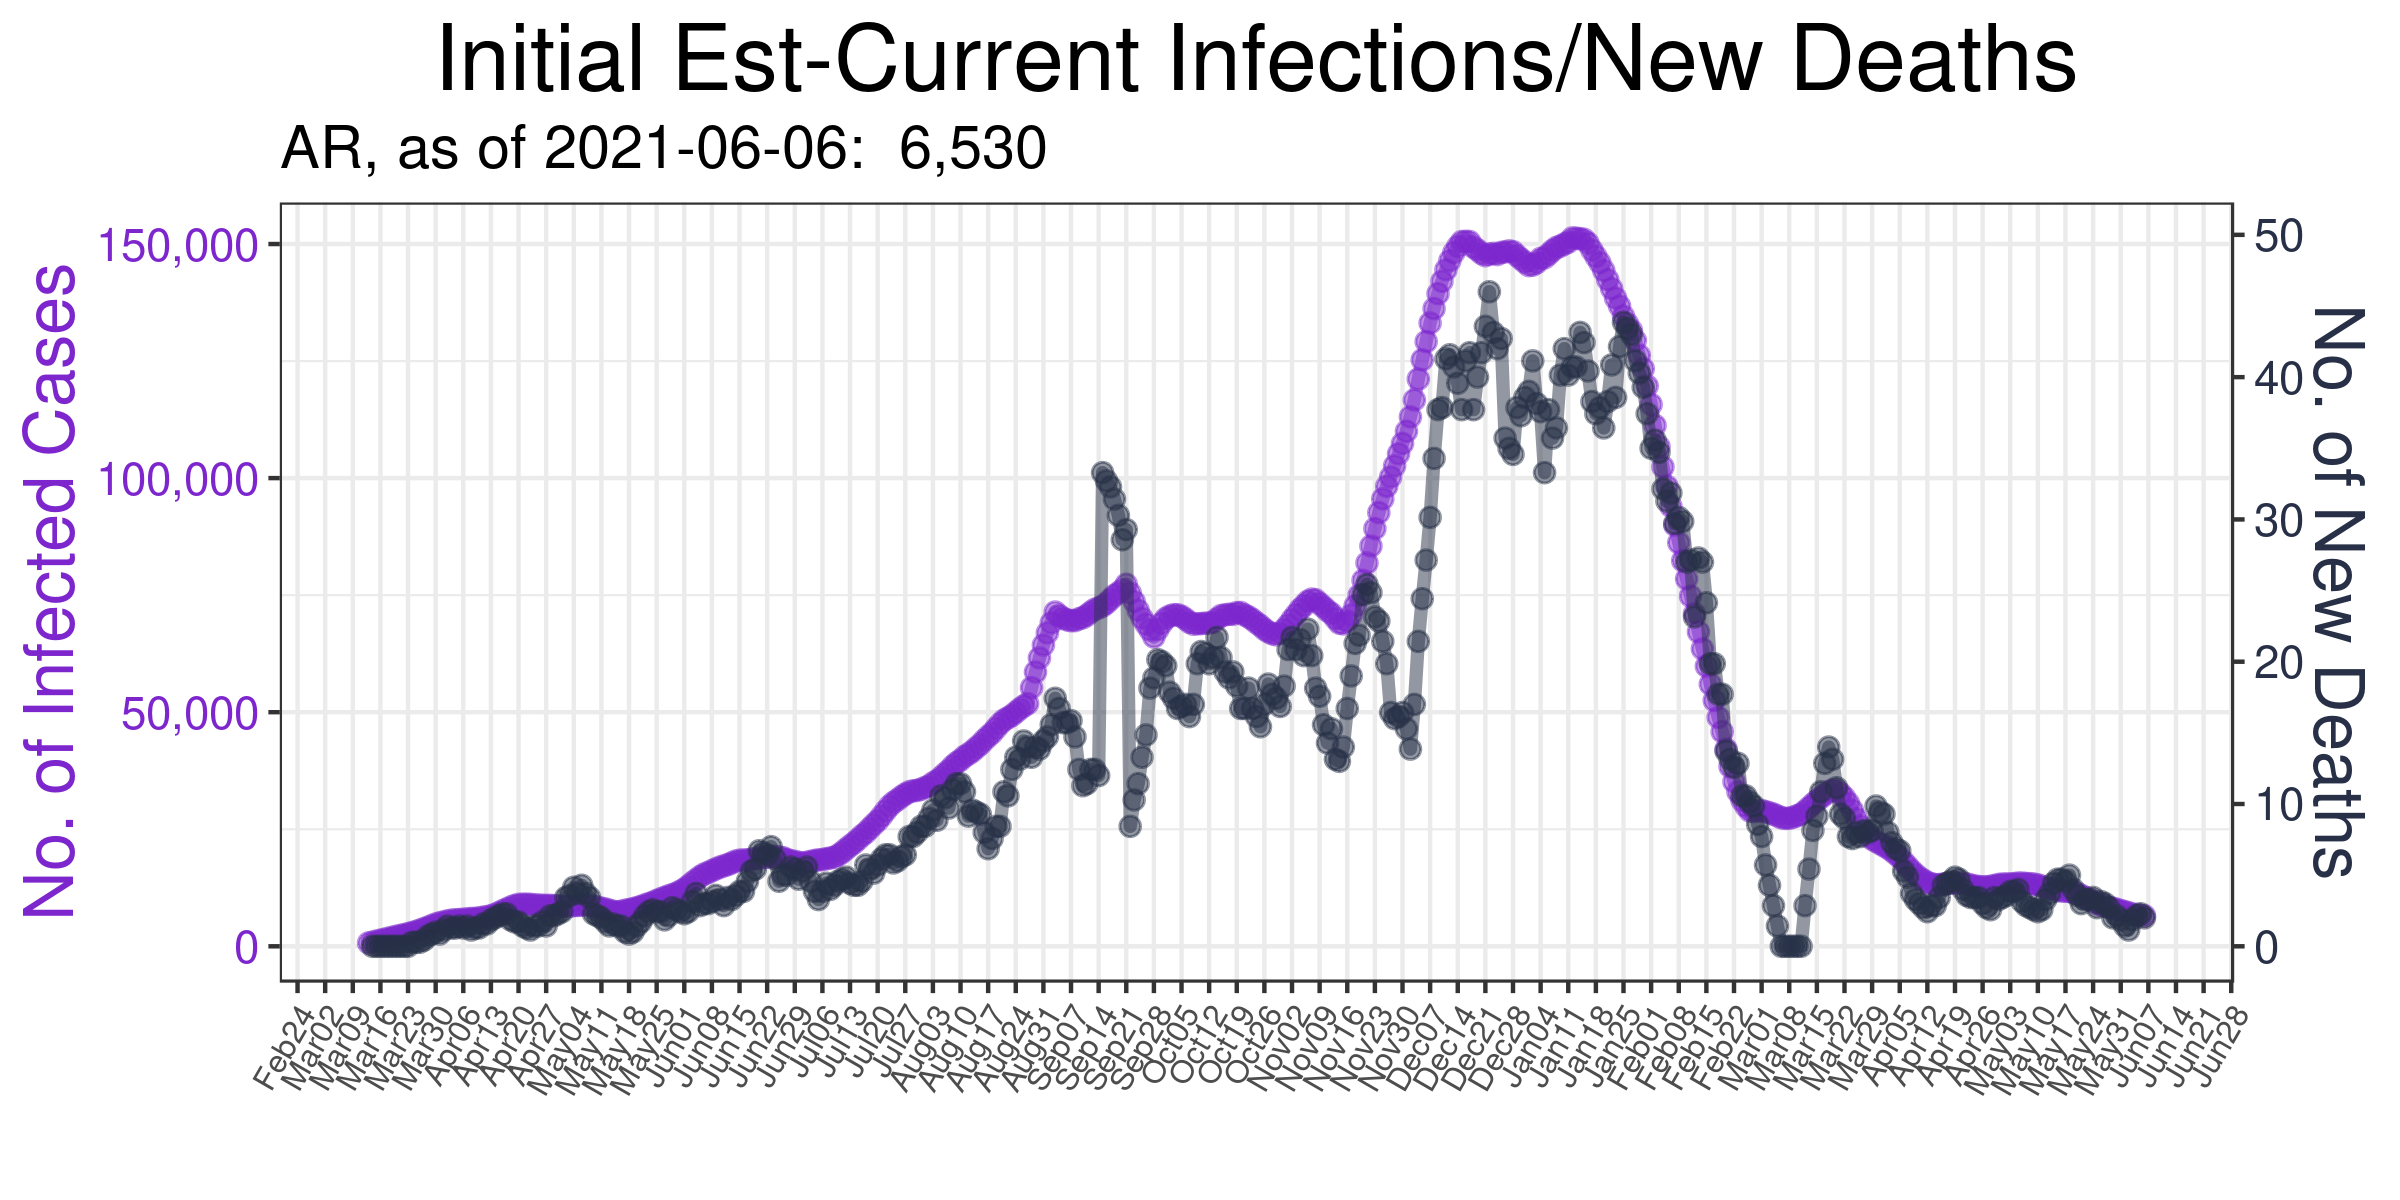 Initial Est-Current Infections/New Deaths
AR, as of 2021-06-06: 6,530
No. of Infected Cases
150,000
100,000
50,000
0
50
40
30
20
10
0
No. of New Deaths
Feb24
Mar02
Mar09
Mar16
Mar23
Mar30
Apr06
Apr13
Apr20
Apr27
May04
May11
May18
May25
Jun01
Jun08
Jun15
Jun22
Jun29
Jul06
Jul13
Jul20
Jul27
Aug03
Aug10
Aug17
Aug24
Aug31
Sep07
Sep14
Sep21
Sep28
Oct05
Oct12
Oct19
Oct26
Nov02
Nov09
Nov16
Nov23
Nov30
Dec07
Dec14
Dec21
Dec28
Jan04
Jan11
Jan18
Jan25
Feb01
Feb08
Feb15
Feb22
Mar01
Mar08
Mar15
Mar22
Mar29
Apr05
Apr12
Apr19
Apr26
May03
May10
May17
May24
May31
Jun07
Jun14
Jun21
Jun28